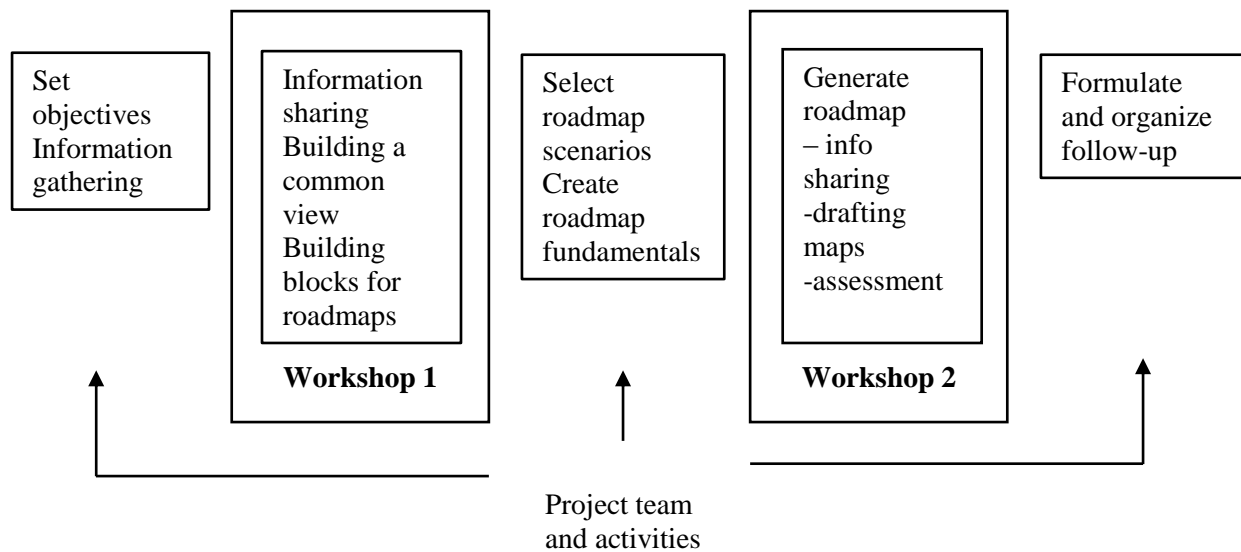 Set
objectives
Information
gathering
Information
sharing
Building a
common
view
Building
blocks for
roadmaps
Workshop 1
Select
roadmap
scenarios
Create
roadmap
fundamentals
Generate
roadmap
– info
sharing
-drafting
maps
-assessment
Workshop 2
Formulate
and organize
follow-up
Project team
and activities